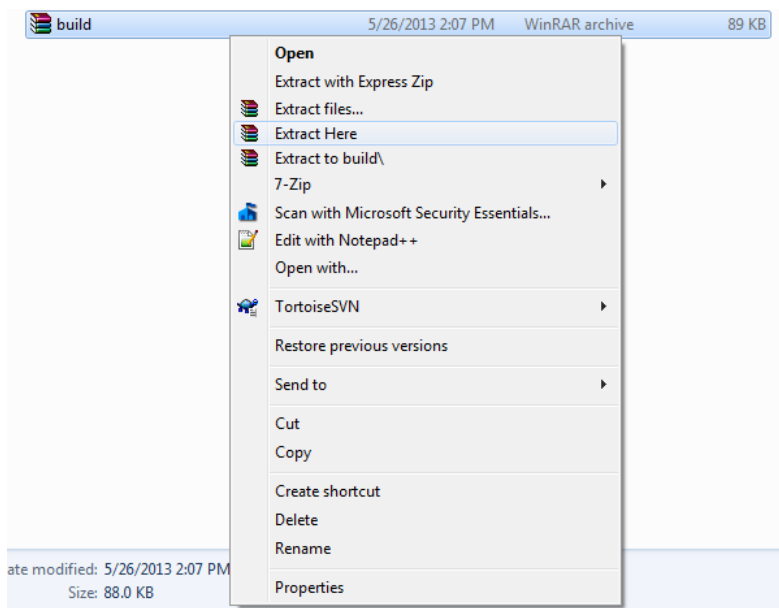 build 5/26/2013 2:07 PM WinRAR archive 89 KB
Open
Extract with Express Zip
Extract files...
Extract Here
Extract to build\
7-Zip
Scan with Microsoft Security Essentials...
Edit with Notepad++
Open with...
TortoiseSVN
Restore previous versions
Send to
Cut
Copy
Create shortcut
Delete
Rename
Properties
ate modified: 5/26/2013 2:07 PM
Size: 88.0 KB